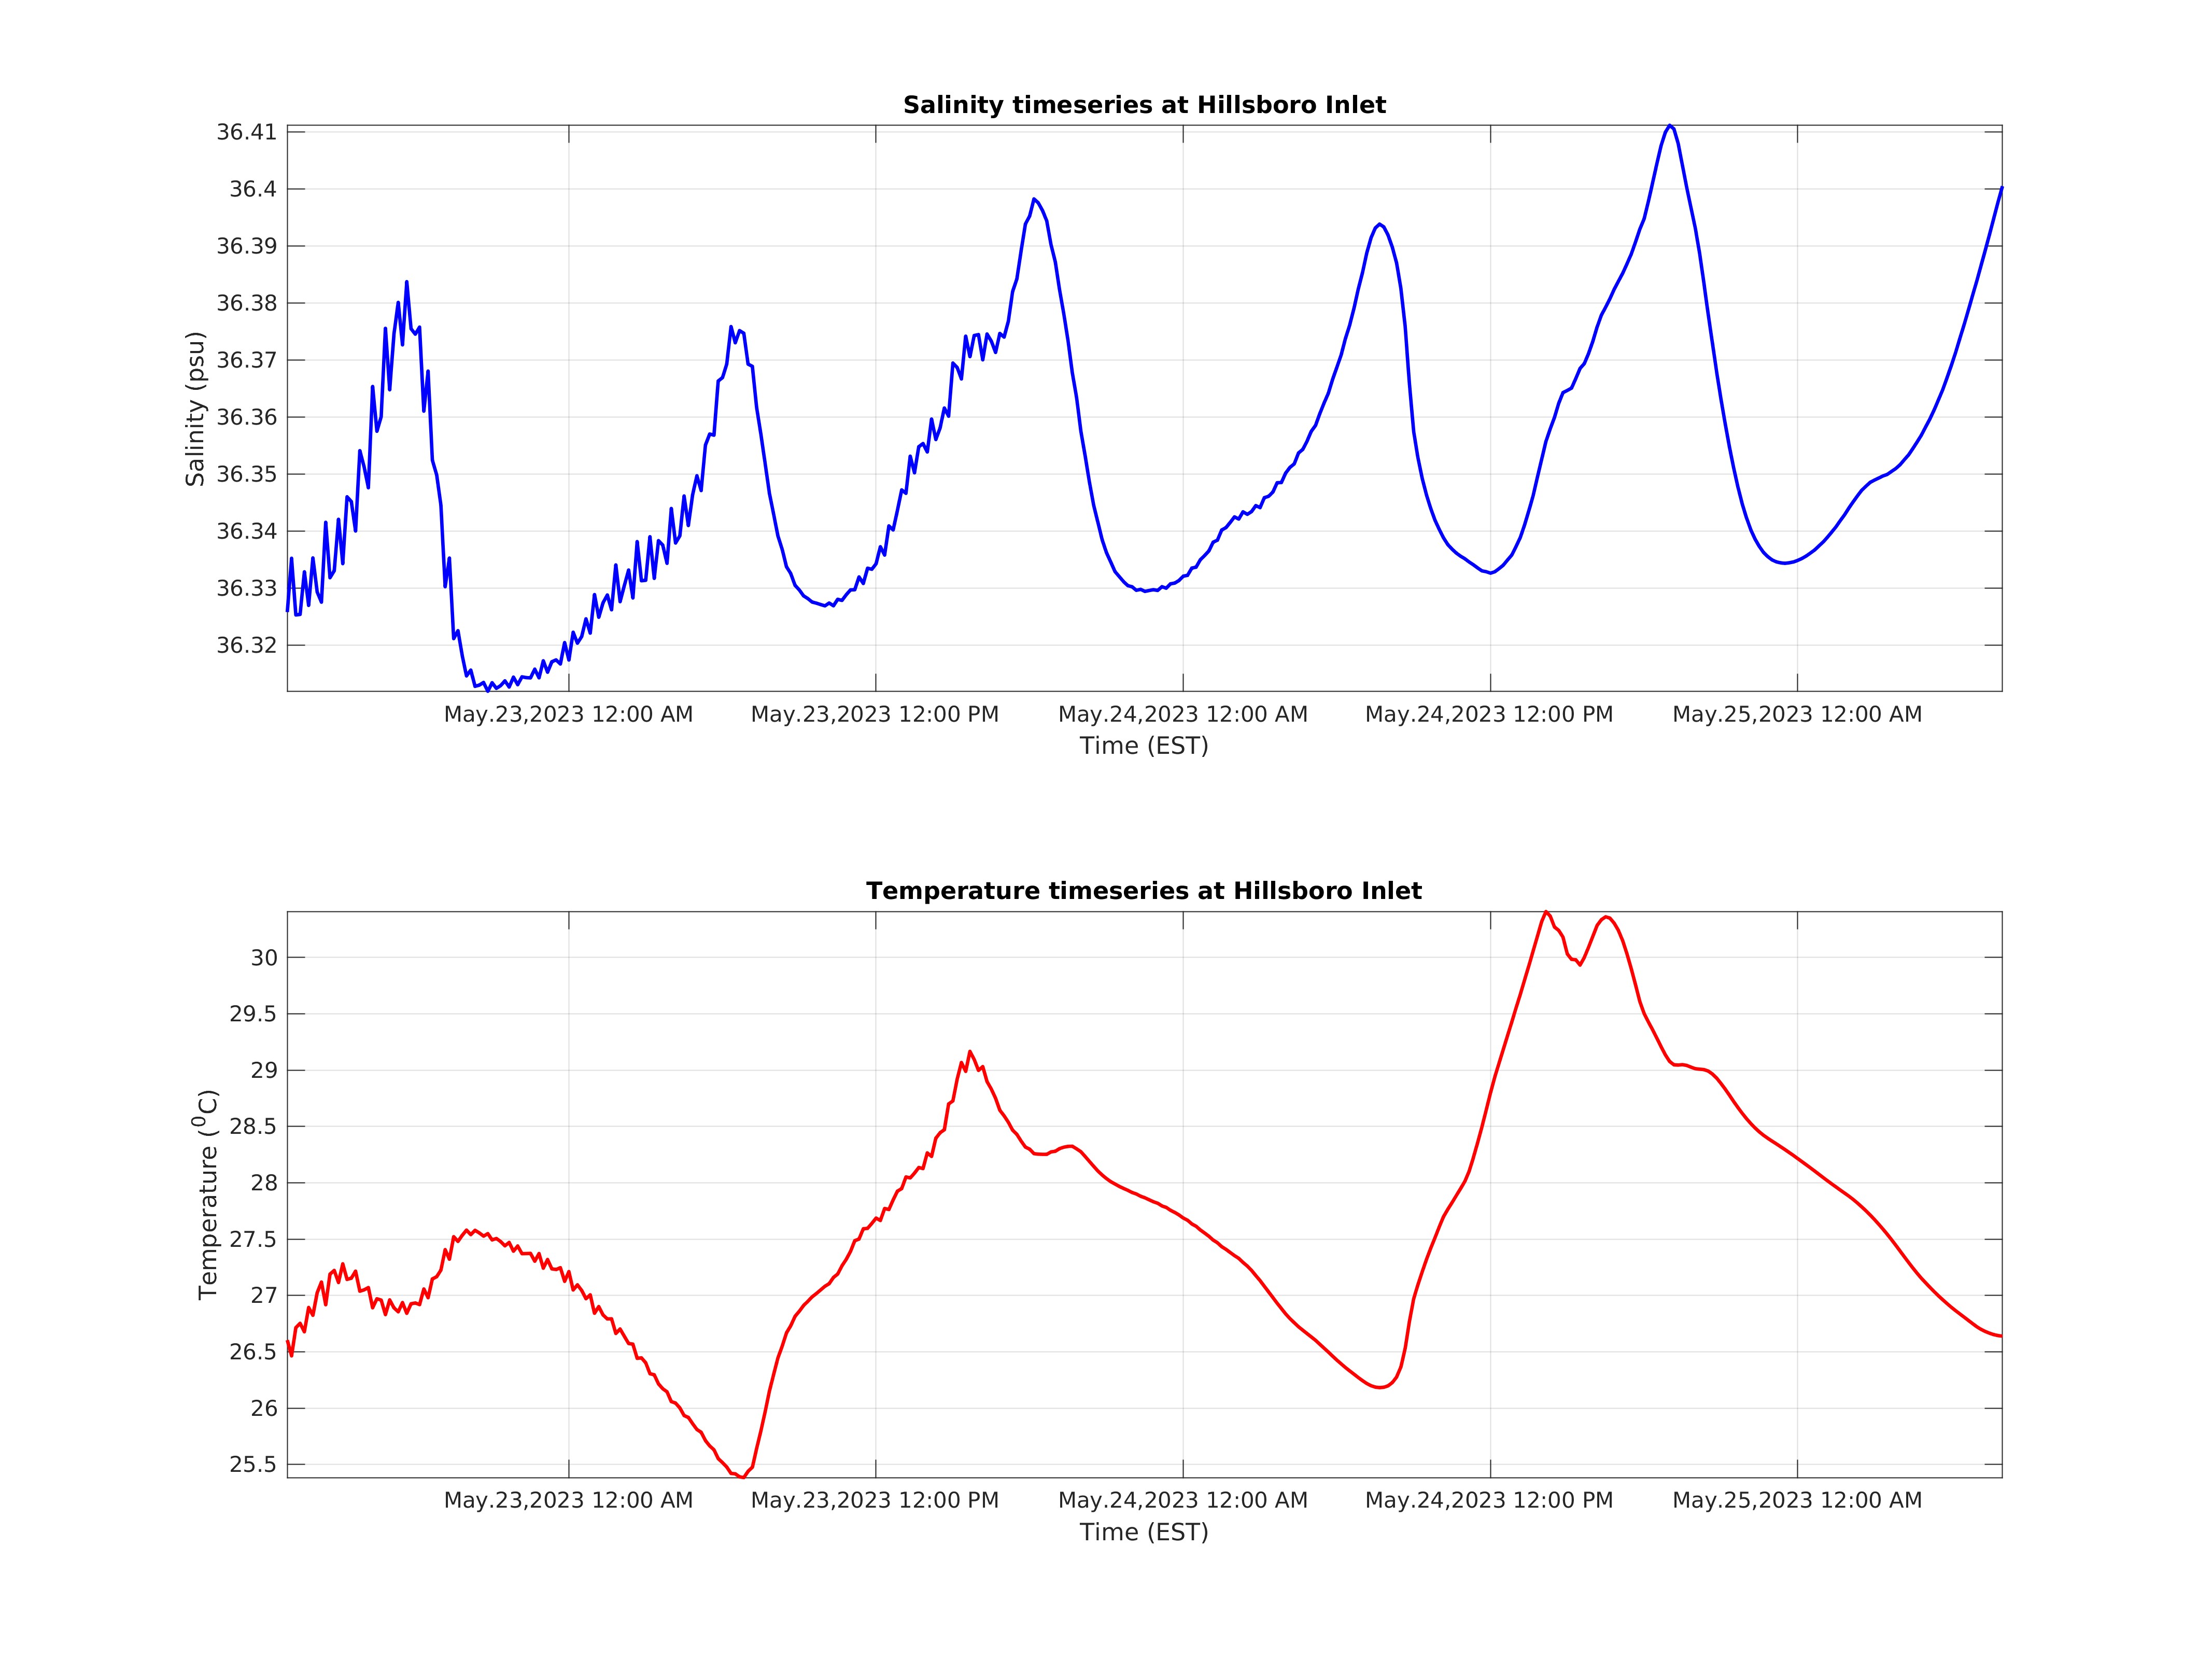 Salinity timeseries at Hillsboro Inlet
36.41
36.4
36.39
36.38
36.37
36.36
36.35
36.34
36.33
36.32
Salinity (psu)
May.23,2023 12:00 AM May.23,2023 12:00 PM May.24,2023 12:00 AM May.24,2023 12:00 PM May.25,2023 12:00 AM
Time (EST)
Temperature timeseries at Hillsboro Inlet
30
29.5
29
28.5
28
27.5
27
26.5
26
25.5
Temperature (⁰C)
May.23,2023 12:00 AM May.23,2023 12:00 PM May.24,2023 12:00 AM May.24,2023 12:00 PM May.25,2023 12:00 AM
Time (EST)